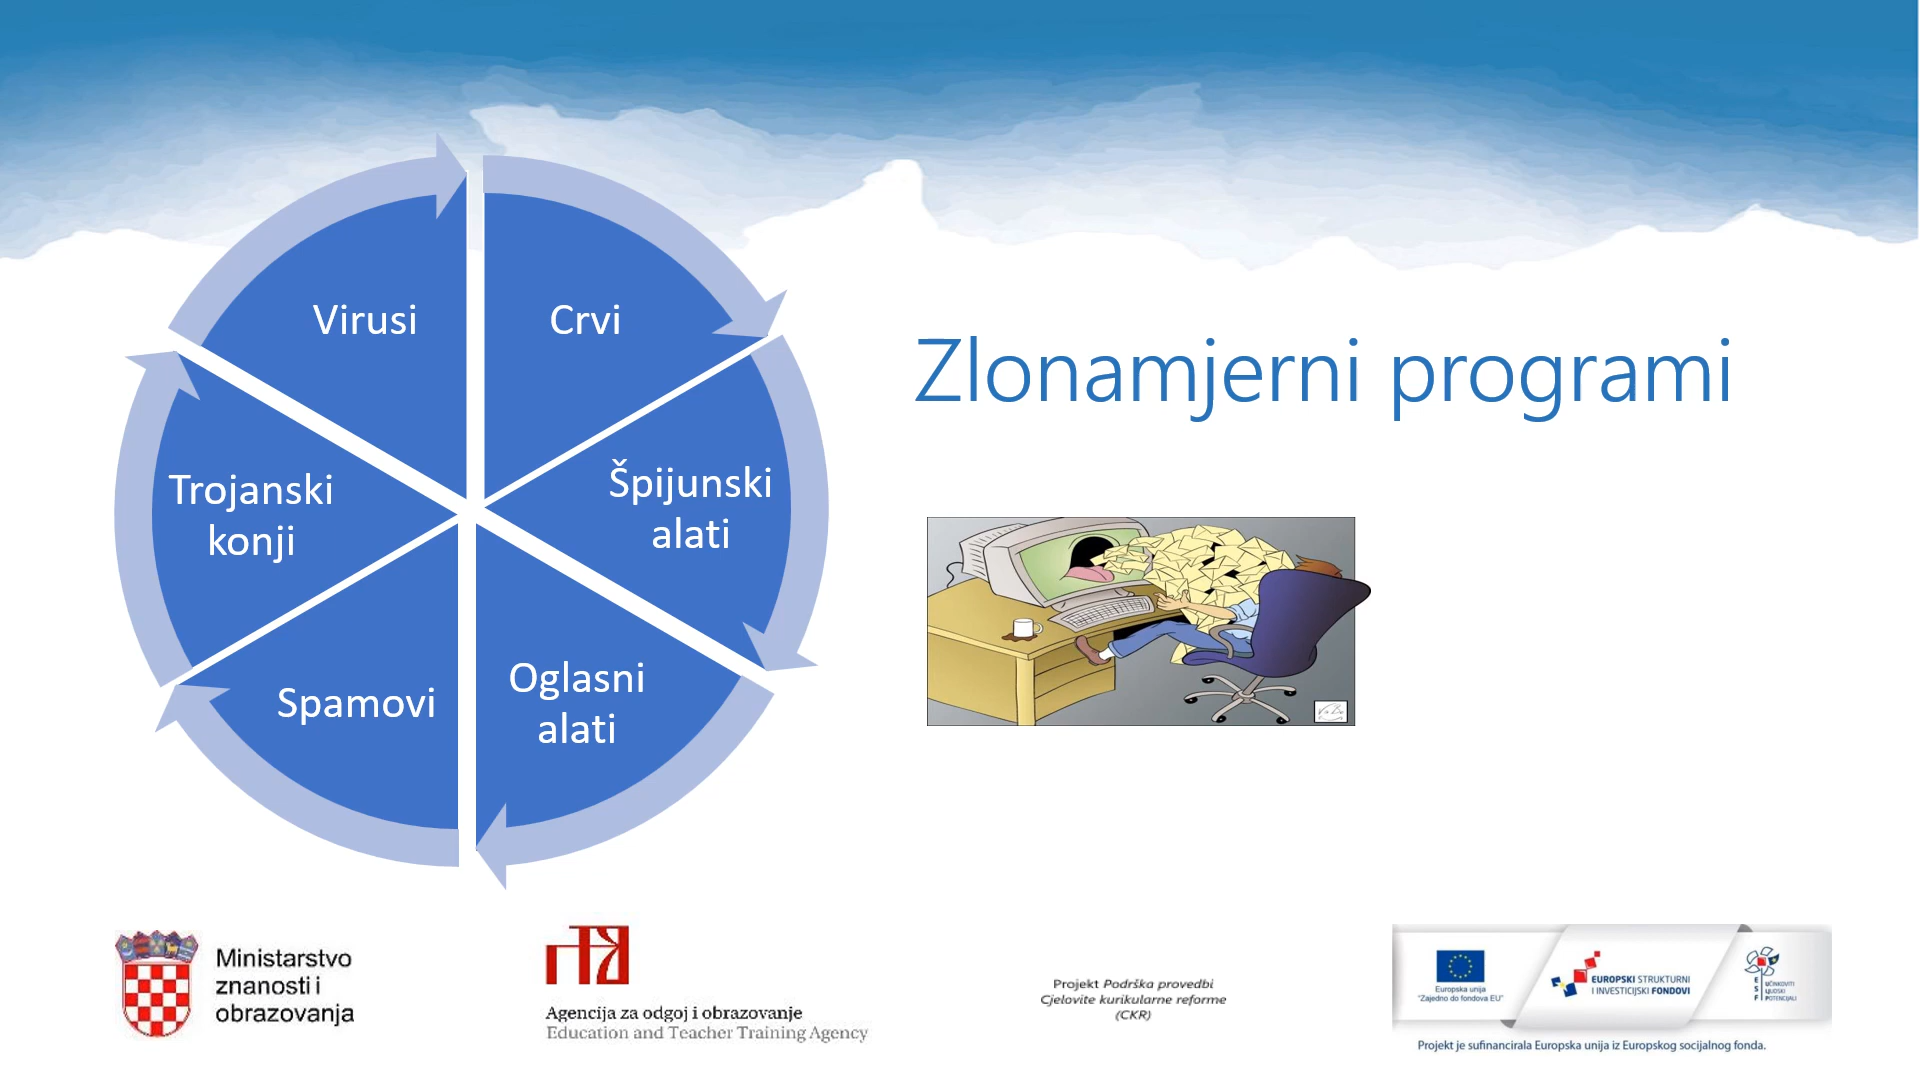 Zlonamjerni programi
Virusi
Crvi
Špijunski
alati
Oglasni
alati
Spamovi
Trojanski
konji
Ministarstvo
znanosti i
obrazovanja
Agencija za odgoj i obrazovanje
Education and Teacher Training Agency
Projekt Podrška provedbi
Cjelovite kurikularne reforme
(CKR)
Europska unija
"Zajedno do fondova EU"
EUROPSKI STRUKTURNI
I INVESTICIJSKI FONDOVI
ESF
UČINKOVITI
LJUDSKI
POTENCIJALI
Projekt je sufinancirala Europska unija iz Europskog socijalnog fonda.